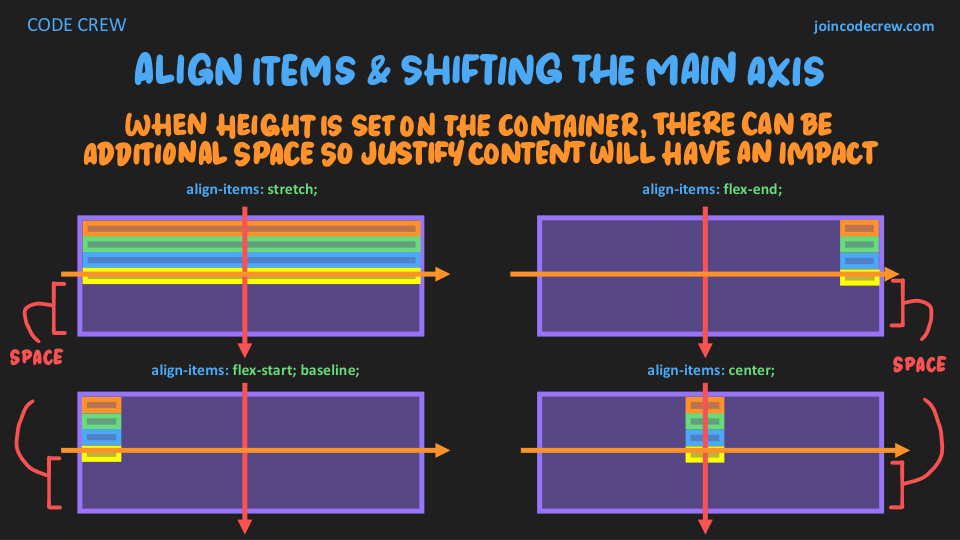 CODE CREW
joincodecrew.com
ALIGN ITEMS & SHIFTING THE MAIN AXIS
WHEN HEIGHT IS SET ON THE CONTAINER, THERE CAN BE
ADDITIONAL SPACE SO JUSTIFY CONTENT WILL HAVE AN IMPACT
align-items: stretch;
align-items: flex-end;
SPACE
SPACE
align-items: flex-start; baseline;
align-items: center;